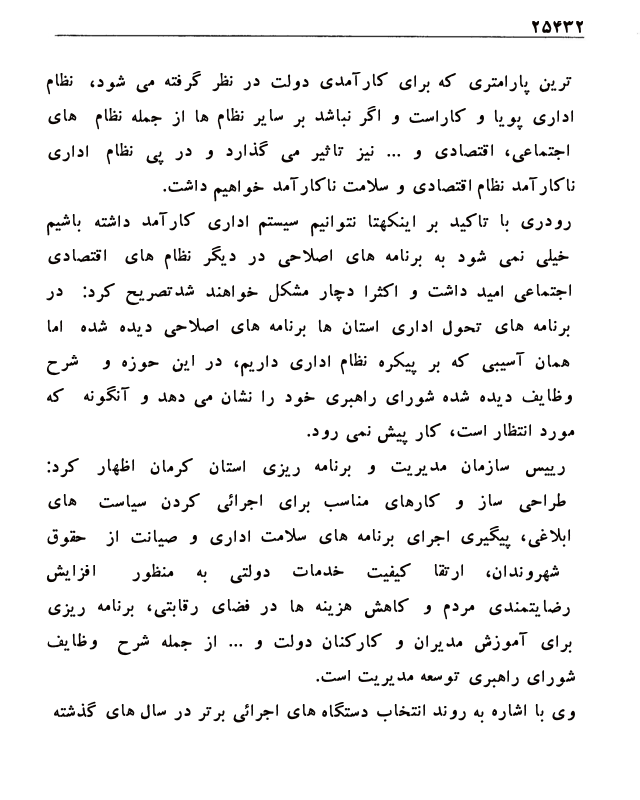 ۲۵۴۳۲
ترین پارامتری که برای کارآمدی دولت در نظر گرفته می شود، نظام
اداری پویا و کاراست و اگر نباشد بر سایر نظام ها از جمله نظام های
اجتماعی، اقتصادی و ... نیز تاثیر می گذارد و در پی نظام اداری
ناکارآمد نظام اقتصادی و سلامت ناکارآمد خواهیم داشت.
رودری با تاکید بر اینکهتا نتوانیم سیستم اداری کارآمد داشته باشیم
خیلی نمی شود به برنامه های اصلاحی در دیگر نظام های اقتصادی
اجتماعی امید داشت و اکثرا دچار مشکل خواهند شدتصریح کرد: در
برنامه های تحول اداری استان ها برنامه های اصلاحی دیده شده اما
همان آسیبی که بر پیکره نظام اداری داریم، در این حوزه و شرح
وظایف دیده شده شورای راهبری خود را نشان می دهد و آنگونه که
مورد انتظار است، کار پیش نمی رود.
رییس سازمان مدیریت و برنامه ریزی استان کرمان اظهار کرد:
طراحی ساز و کارهای مناسب برای اجرائی کردن سیاست های
ابلاغی، پیگیری اجرای برنامه های سلامت اداری و صیانت از حقوق
شهروندان، ارتقا کیفیت خدمات دولتی به منظور افزایش
رضایتمندی مردم و کاهش هزینه ها در فضای رقابتی، برنامه ریزی
برای آموزش مدیران و کارکنان دولت و ... از جمله شرح وظایف
شورای راهبری توسعه مدیریت است.
وی با اشاره به روند انتخاب دستگاه های اجرائی برتر در سال های گذشته